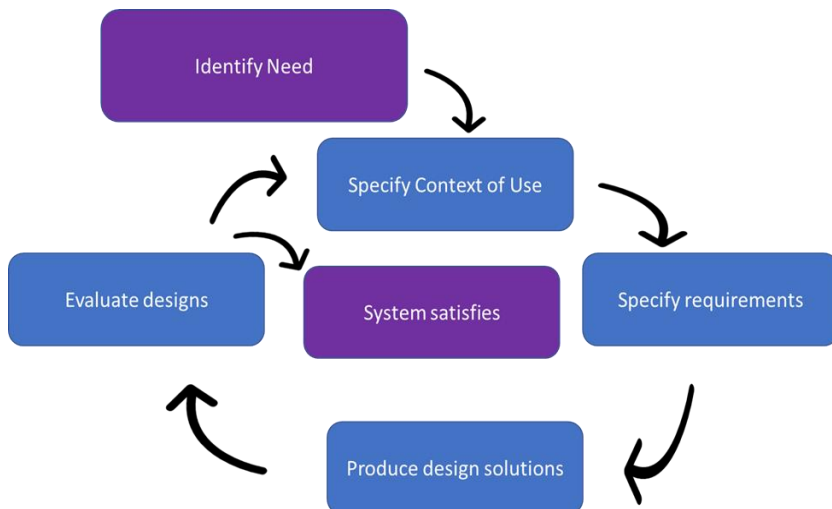 Identify Need
Specify Context of Use
Evaluate designs
System satisfies
Specify requirements
Produce design solutions